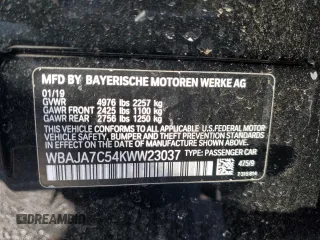 MFD BY BAYERISCHE MOTOREN WERKE AG
01/19
GVWR 4976 lbs 2257 kg
GAWR FRONT 2425 lbs 1100 kg
GAWR REAR 2756 lbs 1250 kg
THIS VEHICLE CONFORMS TO ALL APPLICABLE U.S. FEDERAL MOTOR VEHICLE
SAFETY, BUMPER AND THEFT PREVENTION STANDARDS IN
EFFECT ON THE DATE OF MANUFACTURE SHOWN ABOVE.
WBAJA7C54KWW23037 TYPE: PASSENGER CAR
475/9
DREAMBID